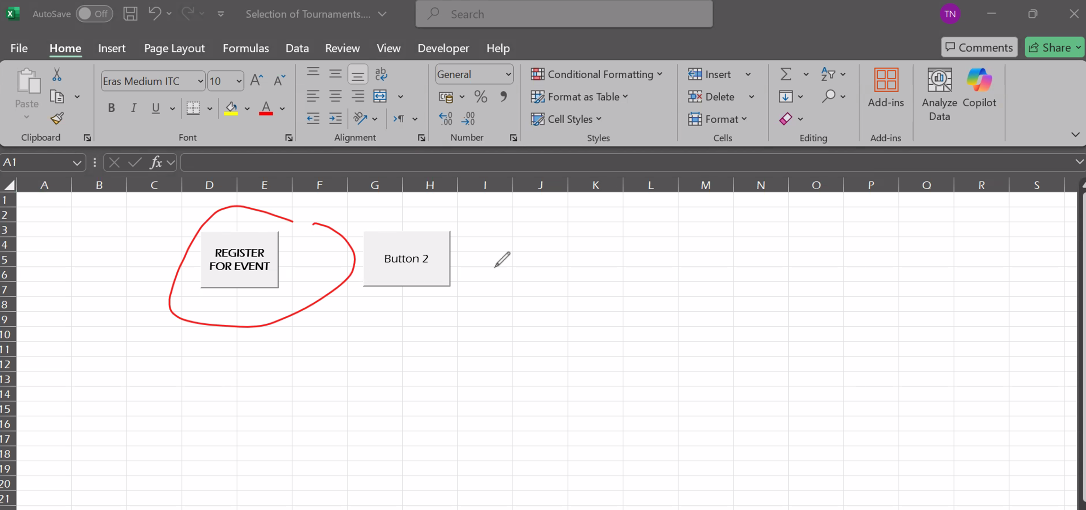 AutoSave Off Selection of Tournaments.... Search TN
File Home Insert Page Layout Formulas Data Review View Developer Help Comments Share
Paste Eras Medium ITC 10 A^ A˅ ab General Conditional Formatting Insert Σ
B I U A % 9 Format as Table Delete Add-ins Analyze Data Copilot
Cell Styles Format
Clipboard Font Alignment Number Styles Cells Editing Add-ins
A1 fx
A B C D E F G H I J K L M N O P Q R S
1
2
3
4
REGISTER
FOR EVENT
Button 2
5
6
7
8
9
10
11
12
13
14
15
16
17
18
19
20
21